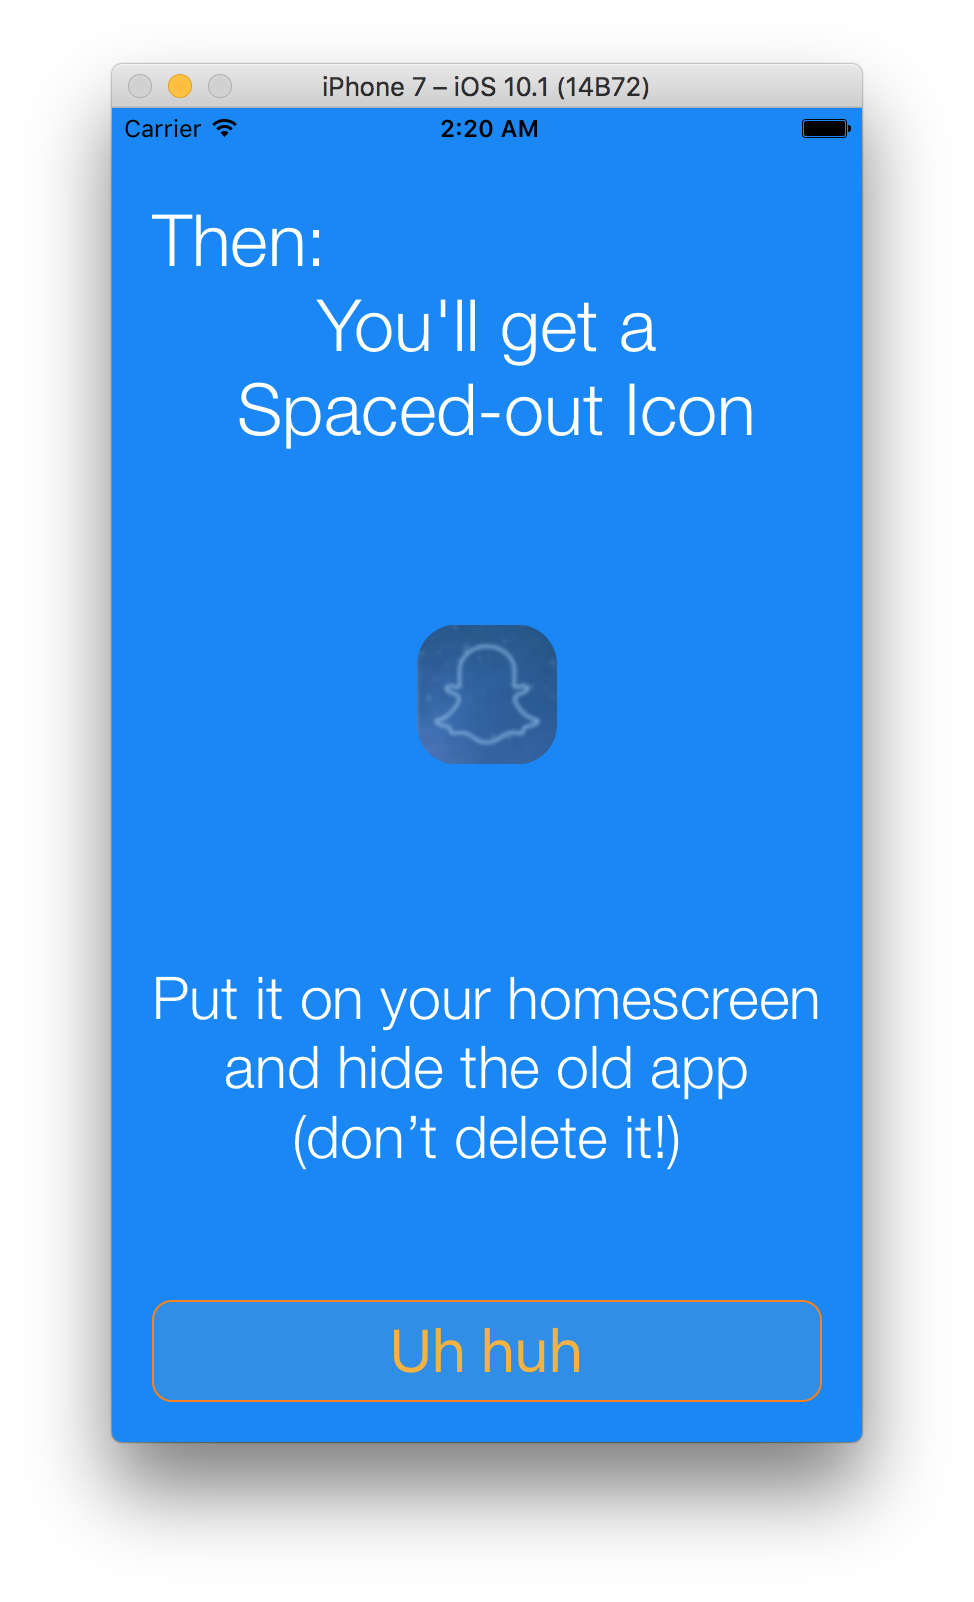 iPhone 7 – iOS 10.1 (14B72)
Carrier 2:20 AM
Then:
You'll get a
Spaced-out Icon
Put it on your homescreen
and hide the old app
(don’t delete it!)
Uh huh